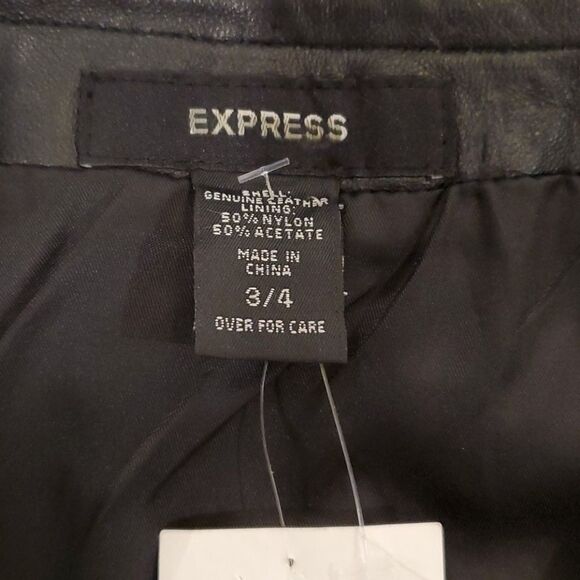 EXPRESS
SHELL:
GENUINE LEATHER
LINING:
50% NYLON
50% ACETATE
MADE IN
CHINA
3/4
OVER FOR CARE